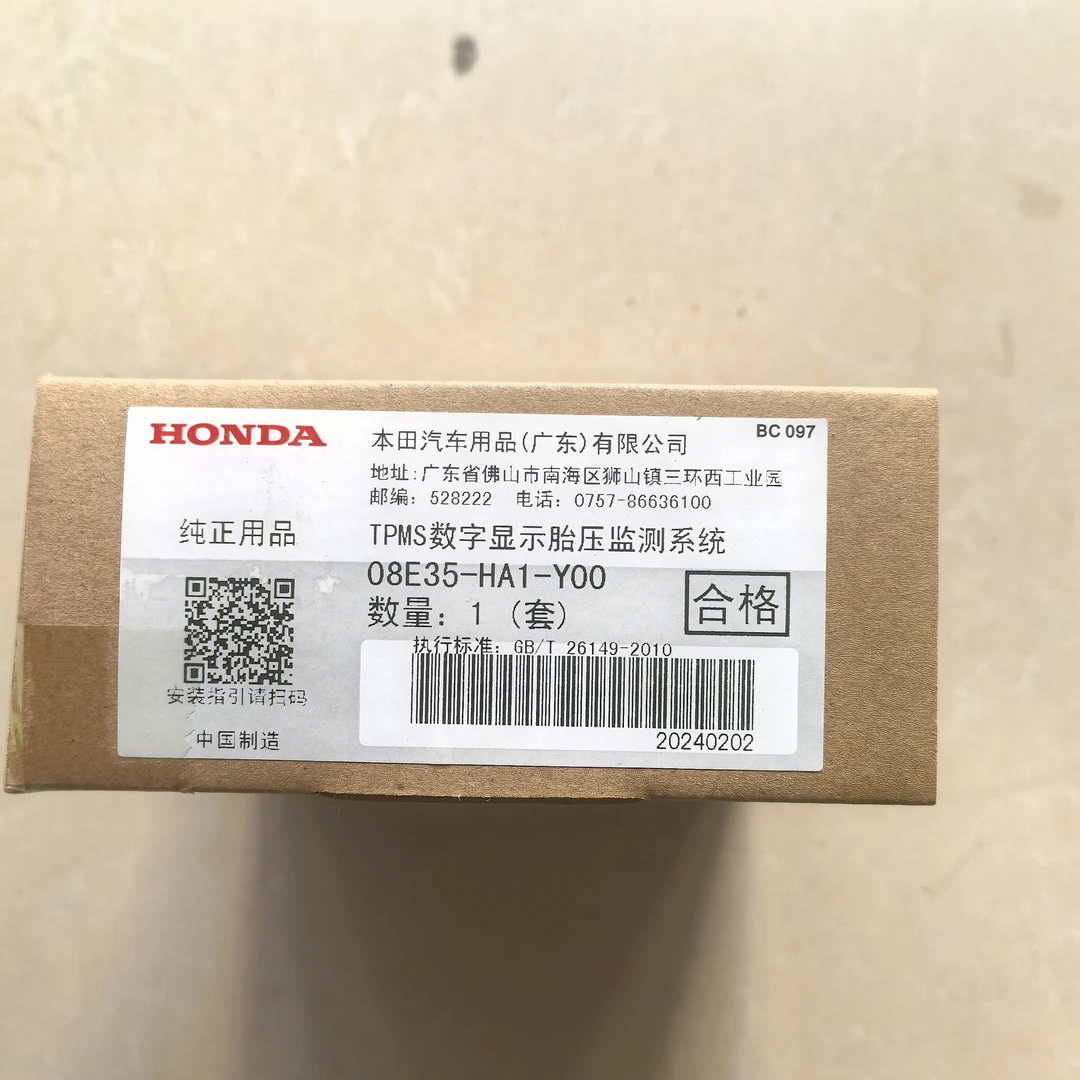 HONDA
本田汽车用品(广东)有限公司
BC 097
地址:广东省佛山市南海区狮山镇三环西工业园
邮编: 528222 电话: 0757-86636100
纯正用品
TPMS数字显示胎压监测系统
08E35-HA1-Y00
数量: 1 (套)
合格
执行标准: GB/T 26149-2010
安装指引请扫码
中国制造
20240202